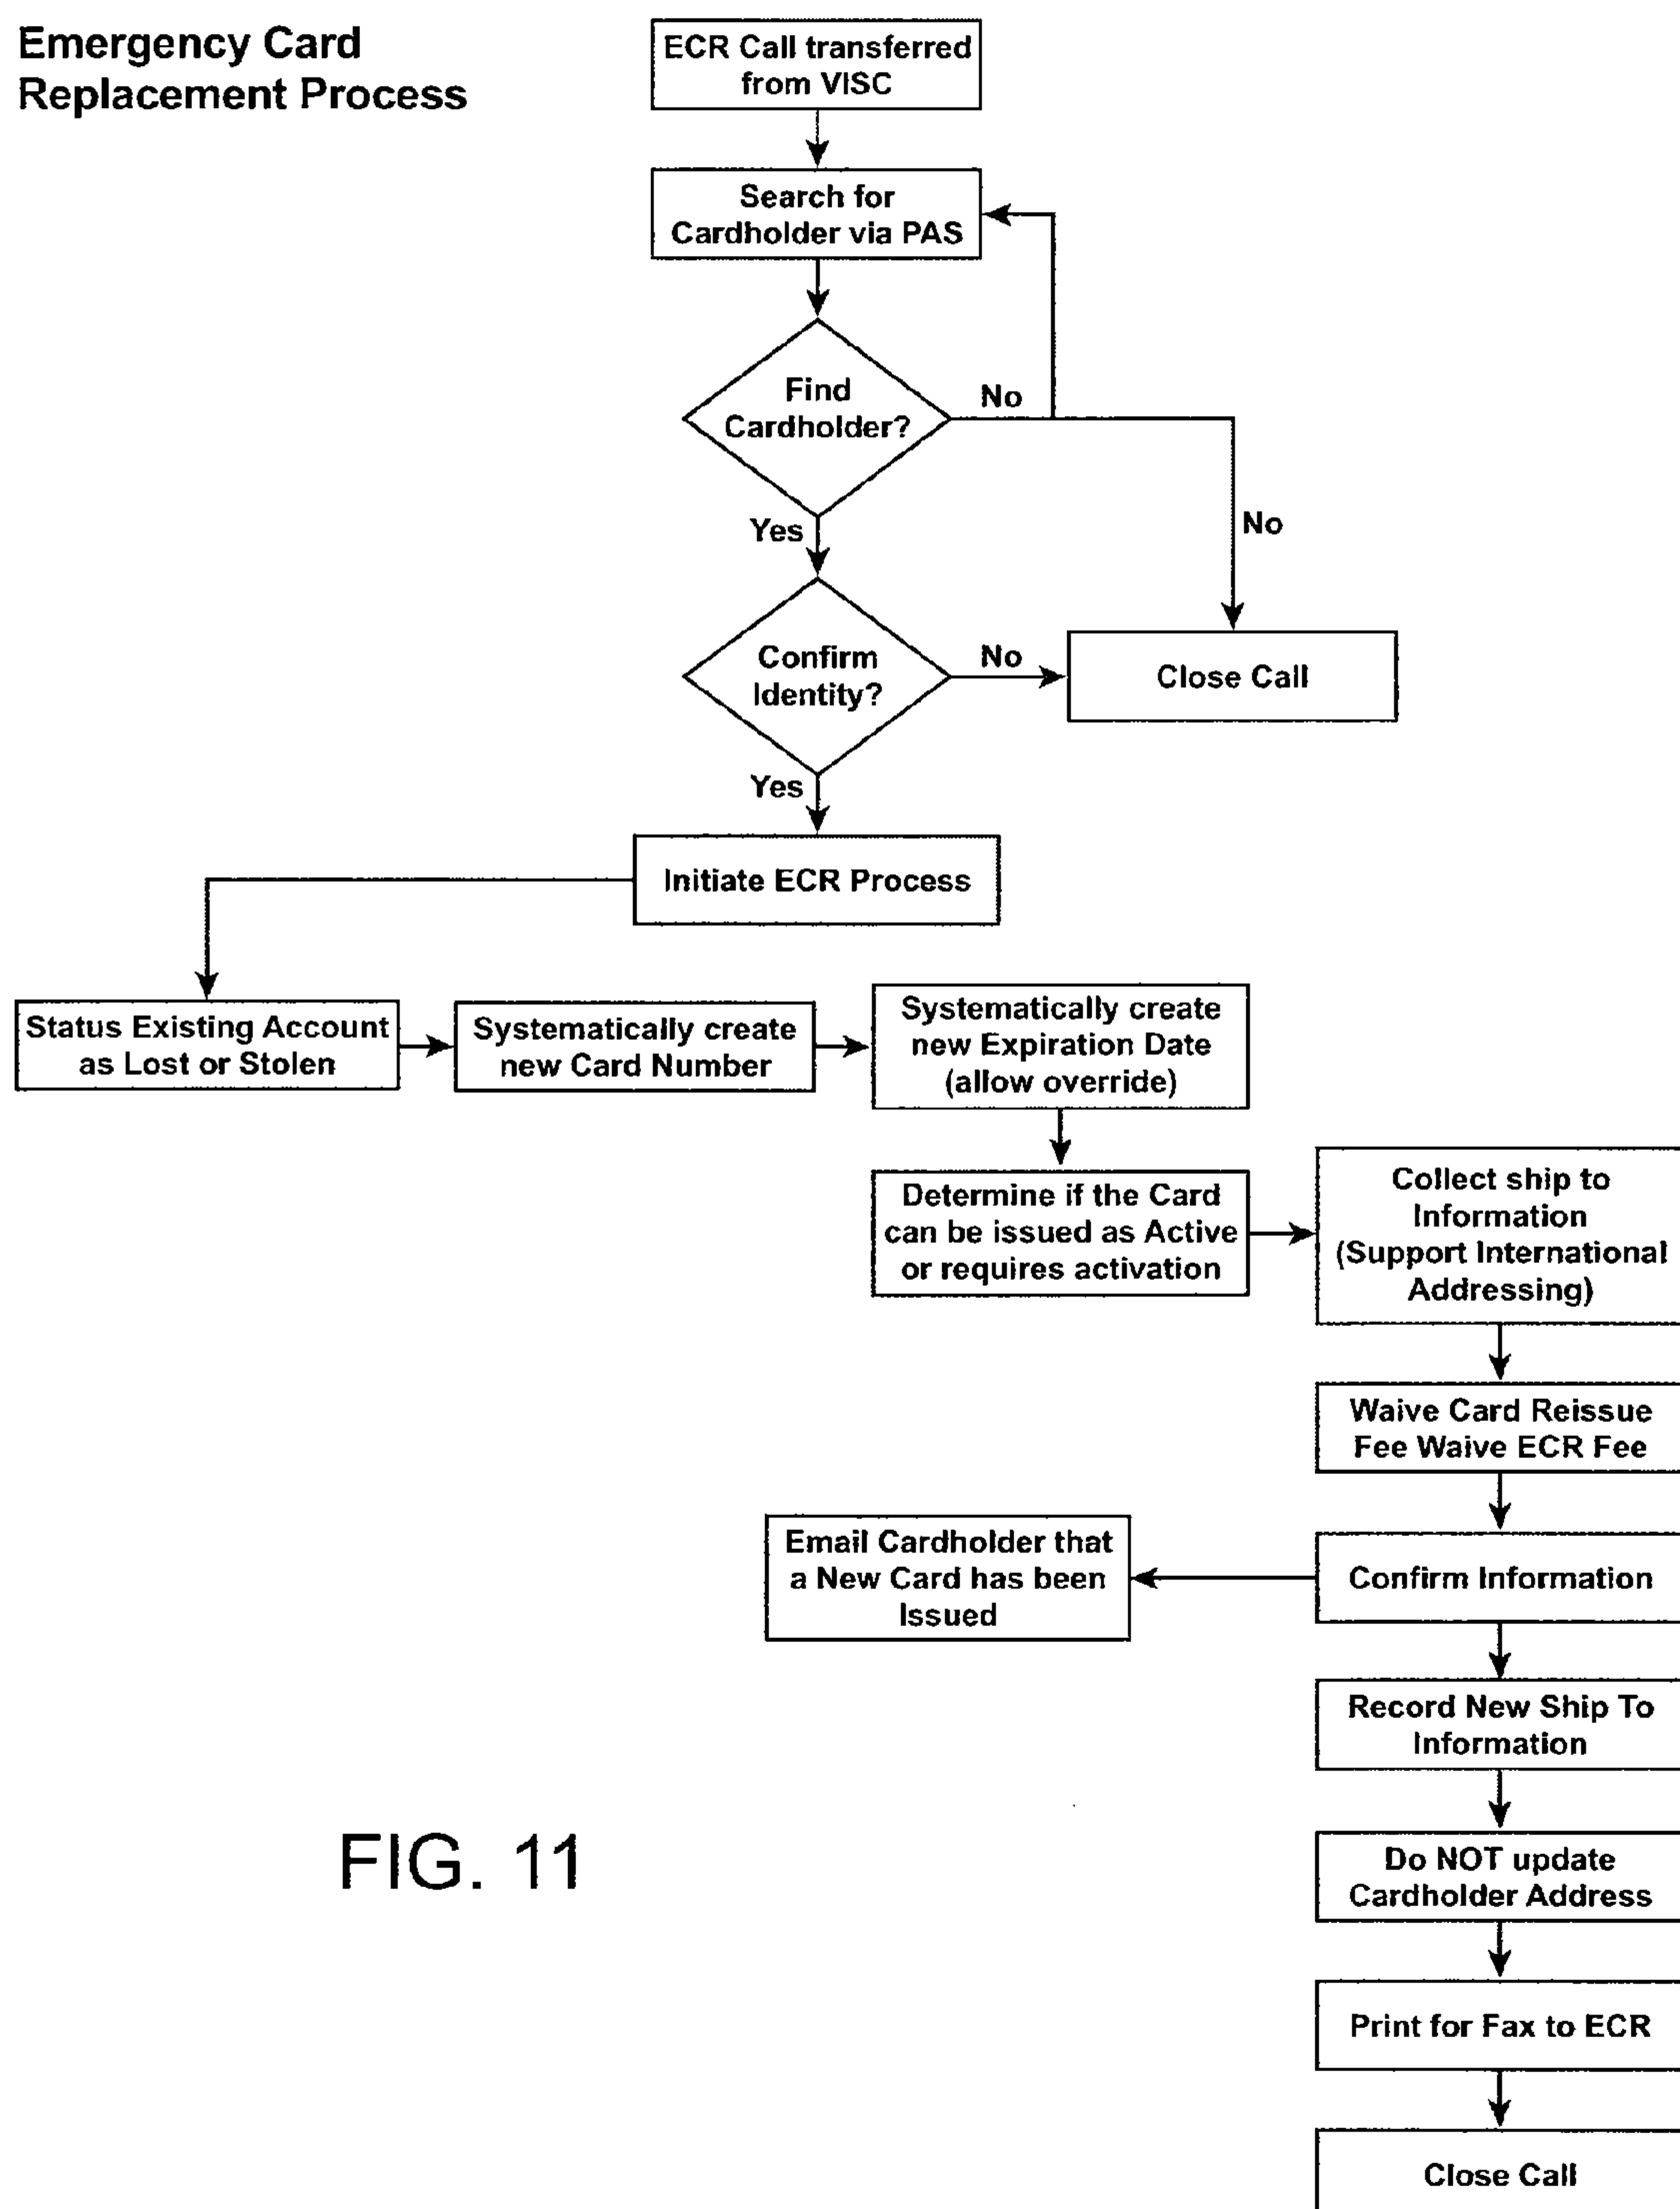 Emergency Card
Replacement Process
ECR Call transferred
from VISC
Search for
Cardholder via PAS
Find
Cardholder?
No
No
Yes
Confirm
Identity?
No
Close Call
Yes
Initiate ECR Process
Status Existing Account
as Lost or Stolen
Systematically create
new Card Number
Systematically create
new Expiration Date
(allow override)
Determine if the Card
can be issued as Active
or requires activation
Collect ship to
Information
(Support International
Addressing)
Waive Card Reissue
Fee Waive ECR Fee
Confirm Information
Email Cardholder that
a New Card has been
Issued
Record New Ship To
Information
Do NOT update
Cardholder Address
Print for Fax to ECR
Close Call
FIG. 11